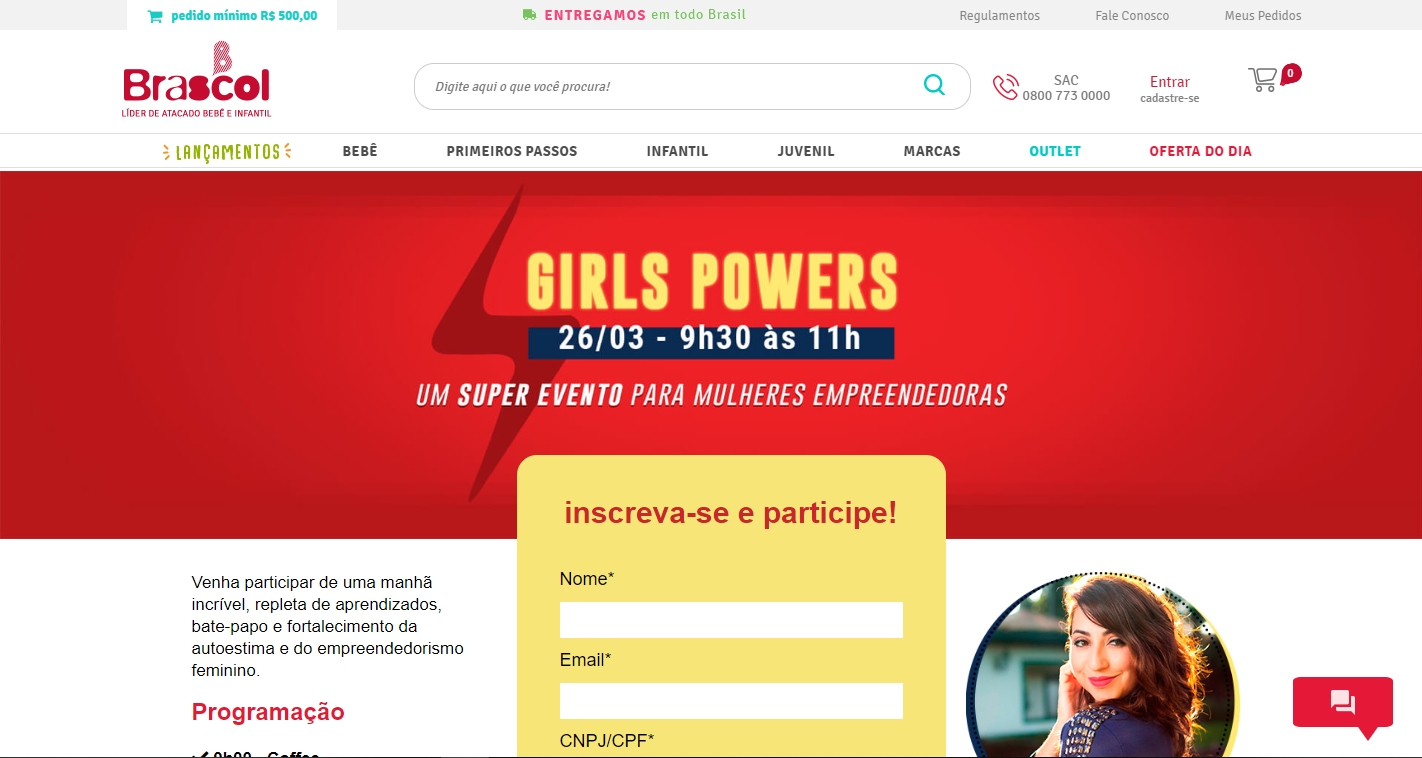 pedido mínimo R$ 500,00
ENTREGAMOS em todo Brasil
Regulamentos
Fale Conosco
Meus Pedidos
Brascol
LÍDER DE ATACADO BEBÊ E INFANTIL
Digite aqui o que você procura!
SAC
0800 773 0000
Entrar
cadastre-se
0
LANÇAMENTOS
BEBÊ
PRIMEIROS PASSOS
INFANTIL
JUVENIL
MARCAS
OUTLET
OFERTA DO DIA
GIRLS POWERS
26/03 - 9h30 às 11h
UM SUPER EVENTO PARA MULHERES EMPREENDEDORAS
inscreva-se e participe!
Nome*
Email*
CNPJ/CPF*
Venha participar de uma manhã
incrível, repleta de aprendizados,
bate-papo e fortalecimento da
autoestima e do empreendedorismo
feminino.
Programação
9h00 - Coffee